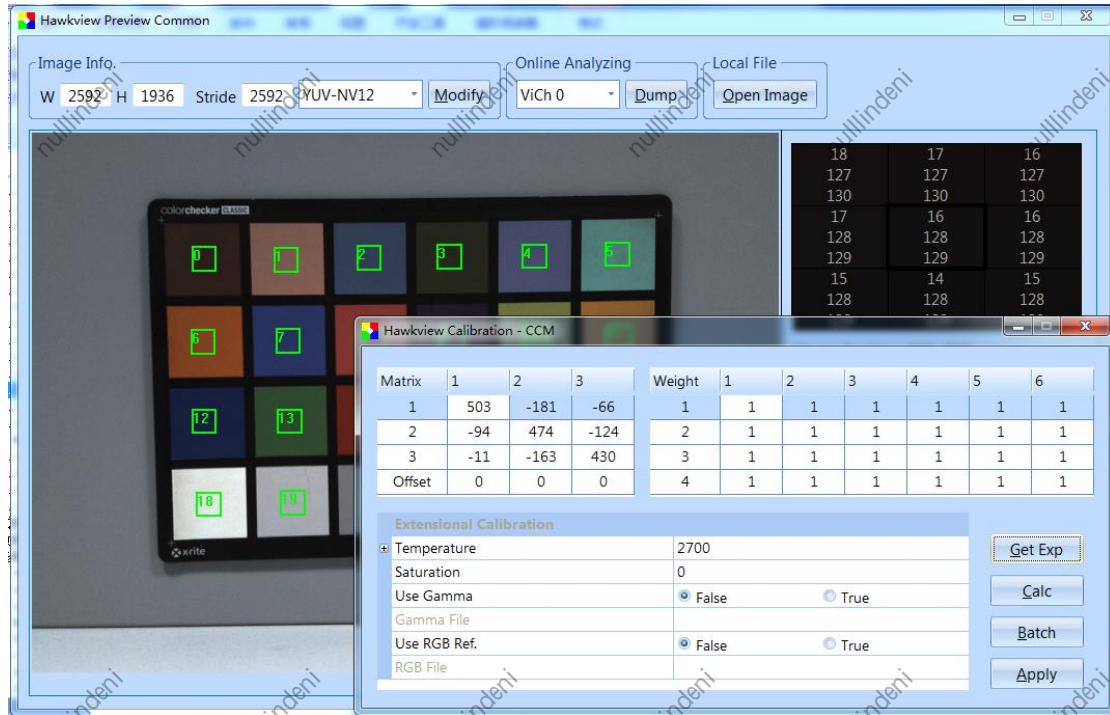 Hawkview Preview Common
Image Info. Online Analyzing Local File
W 2592 H 1936 Stride 2592 YUV-NV12 Modify ViCh 0 Dump Open Image
nulllindeni nulllindeni nulllindeni nulllindeni nulllindeni
18 17 16
127 127 127
130 130 130
17 16 16
128 128 128
129 129 129
15 14 15
128 128 128
colorchecker CLASSIC
0 1 2 3 4 5
6 7
12 13
18 19
x-rite
Hawkview Calibration - CCM
Matrix 1 2 3 Weight 1 2 3 4 5 6
1 503 -181 -66 1 1 1 1 1 1 1
2 -94 474 -124 2 1 1 1 1 1 1
3 -11 -163 430 3 1 1 1 1 1 1
Offset 0 0 0 4 1 1 1 1 1 1
Extensional Calibration
Temperature 2700 Get Exp
Saturation 0
Use Gamma False True Calc
Gamma File
Use RGB Ref. False True Batch
RGB File Apply